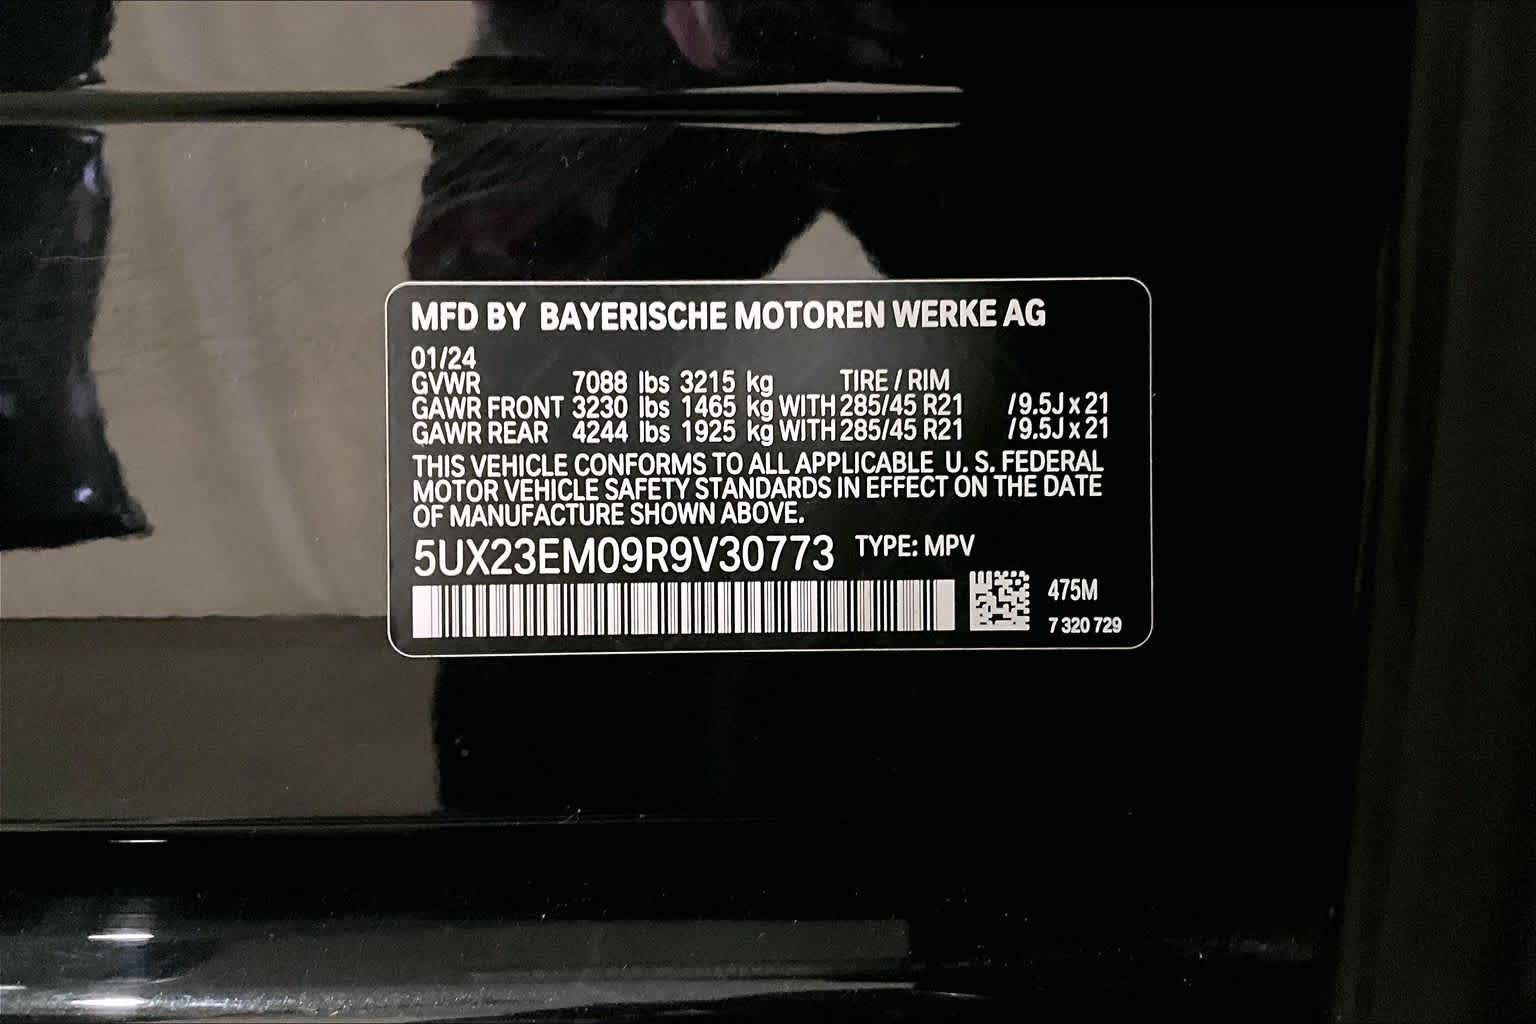 MFD BY BAYERISCHE MOTOREN WERKE AG
01/24
GVWR 7088 lbs 3215 kg TIRE / RIM
GAWR FRONT 3230 lbs 1465 kg WITH 285/45 R21 /9.5J x 21
GAWR REAR 4244 lbs 1925 kg WITH 285/45 R21 /9.5J x 21
THIS VEHICLE CONFORMS TO ALL APPLICABLE U. S. FEDERAL
MOTOR VEHICLE SAFETY STANDARDS IN EFFECT ON THE DATE
OF MANUFACTURE SHOWN ABOVE.
5UX23EM09R9V30773 TYPE: MPV
475M
7 320 729